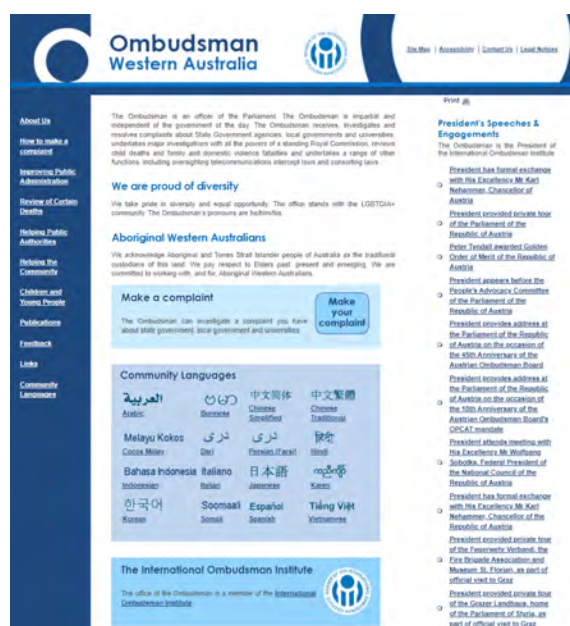 Ombudsman
Western Australia
Site Map | Accessibility | Contact Us | Legal Notices
About Us
How to make a
complaint
Improving Public
Administration
Review of Certain
Deaths
Helping Public
Authorities
Helping the
Community
Children and
Young People
Publications
Feedback
Links
Community
Languages
The Ombudsman is an officer of the Parliament. The Ombudsman is impartial and
independent of the government of the day. The Ombudsman receives, investigates and
resolves complaints about State Government agencies, local governments and universities,
undertakes major investigations with all the powers of a standing Royal Commission, reviews
child deaths and family and domestic violence fatalities and undertakes a range of other
functions, including oversighting telecommunications intercept laws and consorting laws.
We are proud of diversity
We take pride in diversity and equal opportunity. The office stands with the LGBTQIA+
community. The Ombudsman's pronouns are he/him/his.
Aboriginal Western Australians
We acknowledge Aboriginal and Torres Strait Islander people of Australia as the traditional
custodians of this land. We pay respect to Elders past, present and emerging. We are
committed to working with, and for, Aboriginal Western Australians.
Make a complaint
The Ombudsman can investigate a complaint you have
about state government, local government and universities.
Make
your
complaint
Community Languages
العربية
Arabic
ဗမာ
Burmese
中文简体
Chinese
Simplified
中文繁體
Chinese
Traditional
Melayu Kokos
Cocos Malay
دری
Dari
Persian (Farsi)
हिंदी
Hindi
Bahasa Indonesia
Indonesian
Italiano
Italian
日本語
Japanese
Karen
한국어
Korean
Soomaali
Somali
Español
Spanish
Tiếng Việt
Vietnamese
The International Ombudsman Institute
The office of the Ombudsman is a member of the International
Ombudsman Institute.
Print
President's Speeches &
Engagements
The Ombudsman is the President of
the International Ombudsman Institute
President has formal exchange
with His Excellency Mr Karl
Nehammer, Chancellor of
Austria
President provided private tour
of the Parliament of the
Republic of Austria
Peter Tyndall awarded Golden
Order of Merit of the Republic of
Austria
President appears before the
People's Advocacy Committee
of the Parliament of the
Republic of Austria
President provides address at
the Parliament of the Republic
of Austria on the occasion of
the 45th Anniversary of the
Austrian Ombudsman Board
President provides address at
the Parliament of the Republic
of Austria on the occasion of
the 10th Anniversary of the
Austrian Ombudsman Board's
OPCAT mandate
President attends meeting with
His Excellency Mr Wolfgang
Sobotka, Federal President of
the National Council of the
Republic of Austria
President has formal exchange
with His Excellency Mr Karl
Nehammer, Chancellor of the
Republic of Austria
President provided private tour
of the Feuerwehr Verband, the
Fire Brigade Association and
Museum St. Florian, as part of
official visit to Graz
President provided private tour
of the Grazer Landhaus, home
of the Parliament of Styria, as
part of official visit to Graz